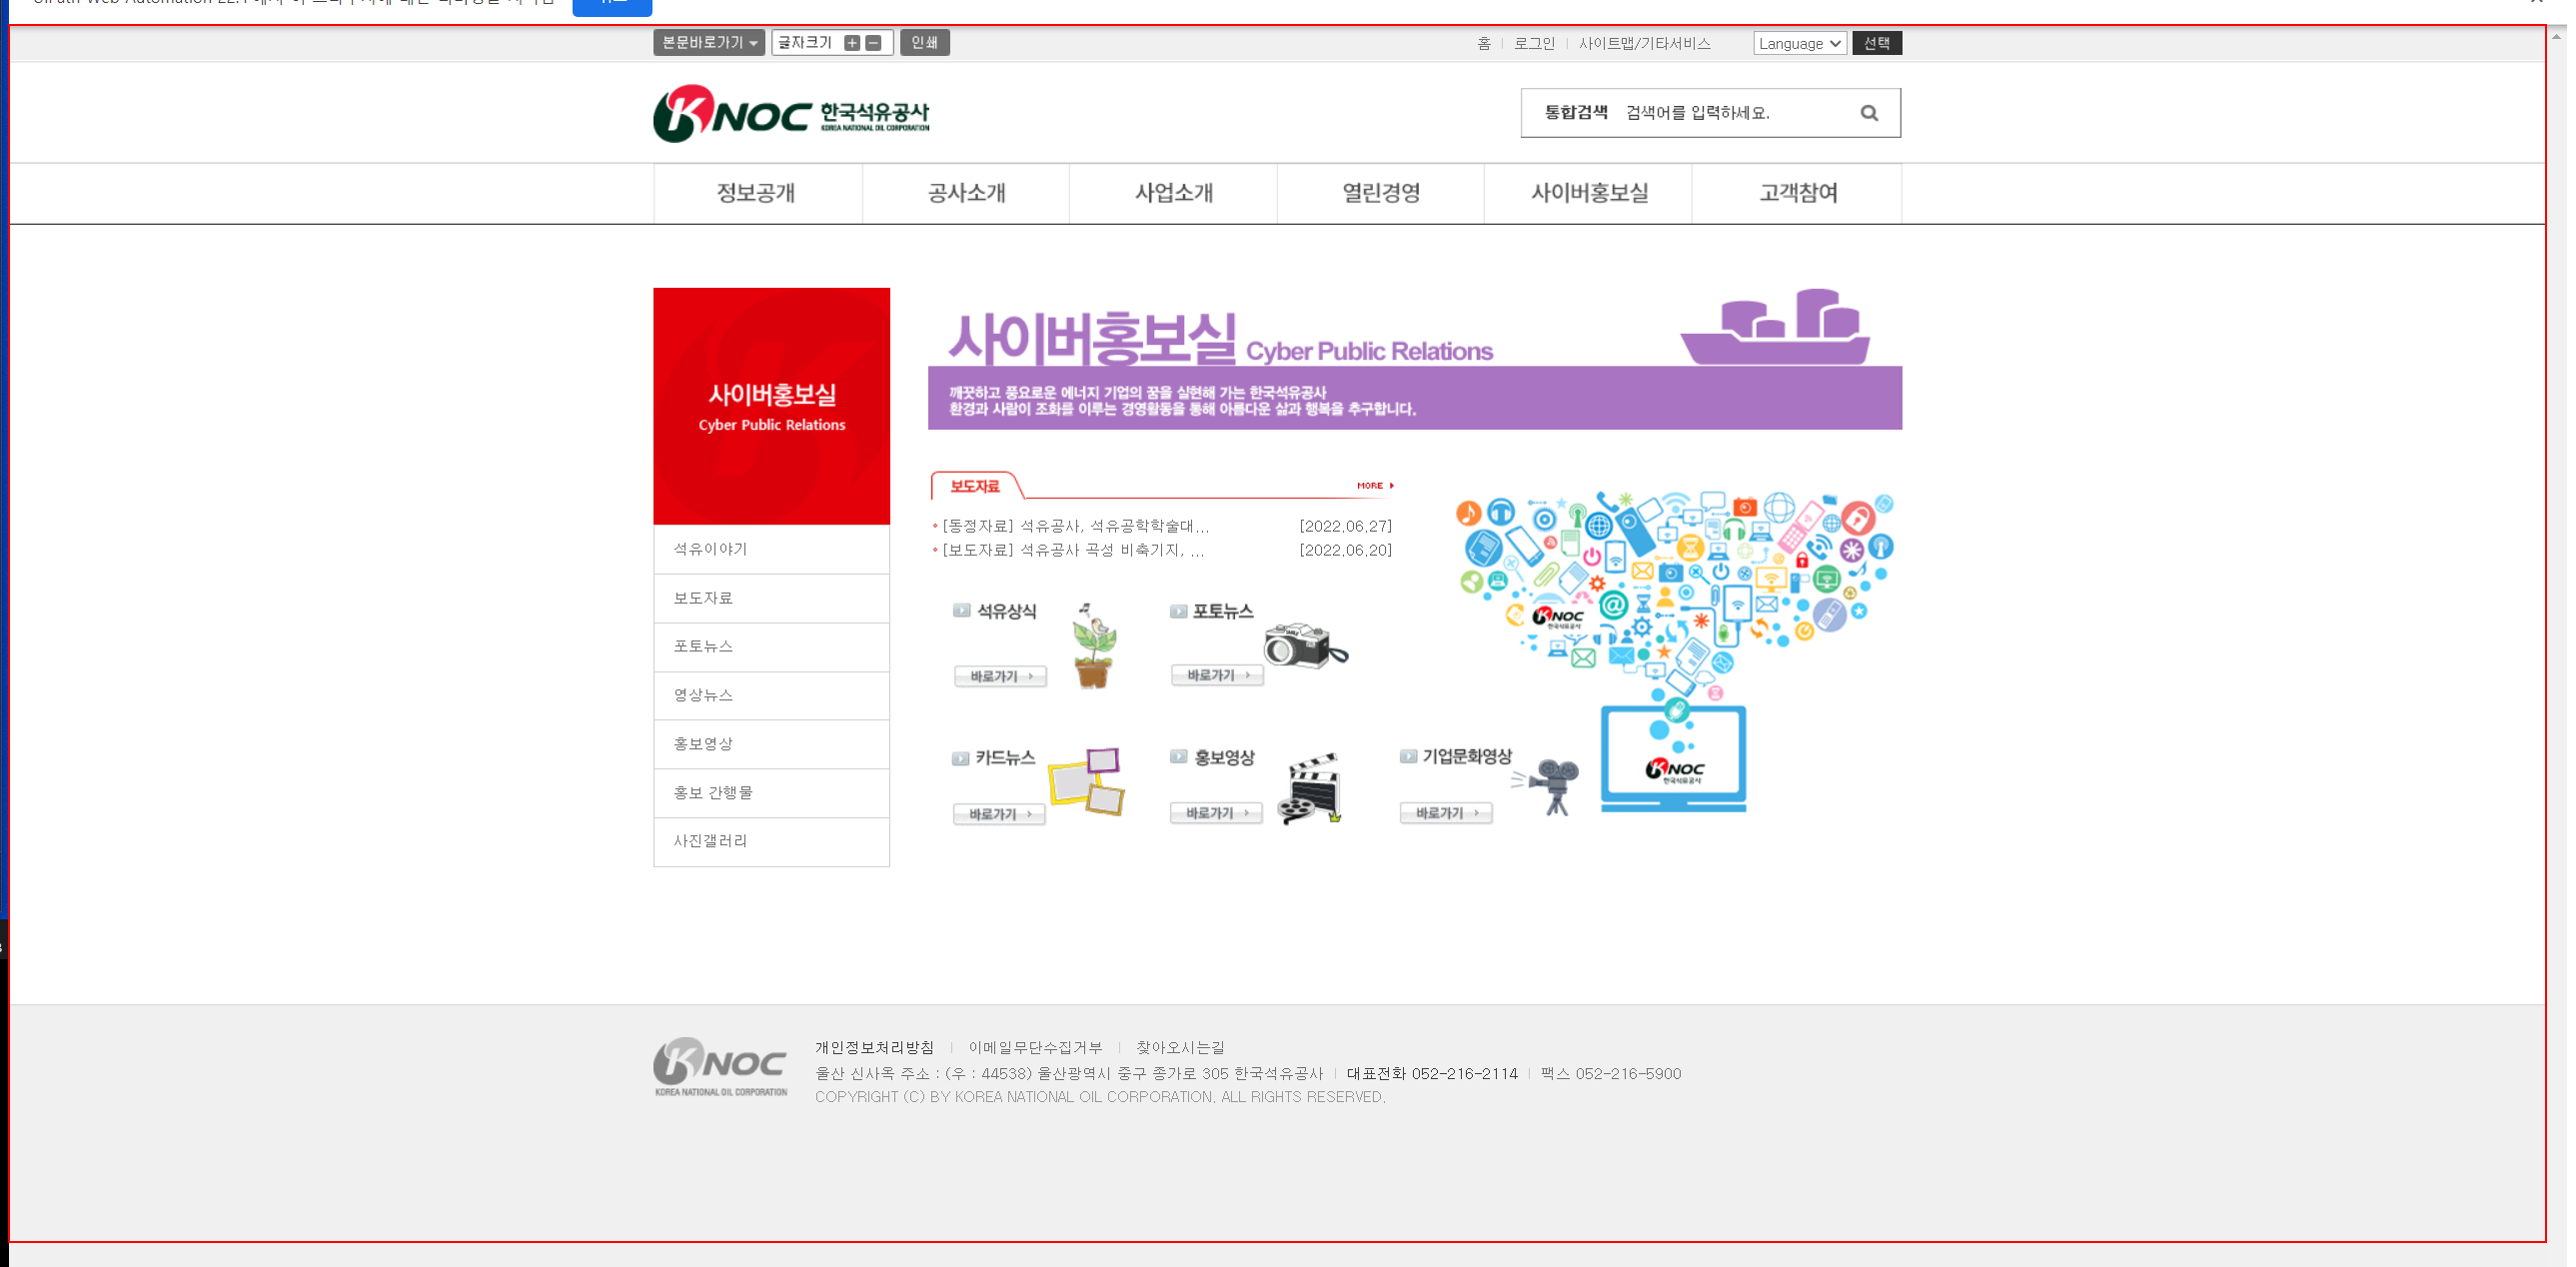 본문바로가기
글자크기
인쇄
홈
로그인
사이트맵/기타서비스
Language
선택
KNOC 한국석유공사
KOREA NATIONAL OIL CORPORATION
통합검색 검색어를 입력하세요.
정보공개
공사소개
사업소개
열린경영
사이버홍보실
고객참여
사이버홍보실
Cyber Public Relations
석유이야기
보도자료
포토뉴스
영상뉴스
홍보영상
홍보 간행물
사진갤러리
사이버홍보실 Cyber Public Relations
깨끗하고 풍요로운 에너지 기업의 꿈을 실현해 가는 한국석유공사
환경과 사람이 조화를 이루는 경영활동을 통해 아름다운 삶과 행복을 추구합니다.
보도자료
MORE
[동정자료] 석유공사, 석유공학학술대... [2022.06.27]
[보도자료] 석유공사 곡성 비축기지, ... [2022.06.20]
석유상식
바로가기
포토뉴스
바로가기
카드뉴스
바로가기
홍보영상
바로가기
기업문화영상
바로가기
KNOC
한국석유공사
KNOC
한국석유공사
KNOC
KOREA NATIONAL OIL CORPORATION
개인정보처리방침
이메일무단수집거부
찾아오시는길
울산 신사옥 주소 : (우 : 44538) 울산광역시 중구 종가로 305 한국석유공사
대표전화 052-216-2114
팩스 052-216-5900
COPYRIGHT (C) BY KOREA NATIONAL OIL CORPORATION. ALL RIGHTS RESERVED.